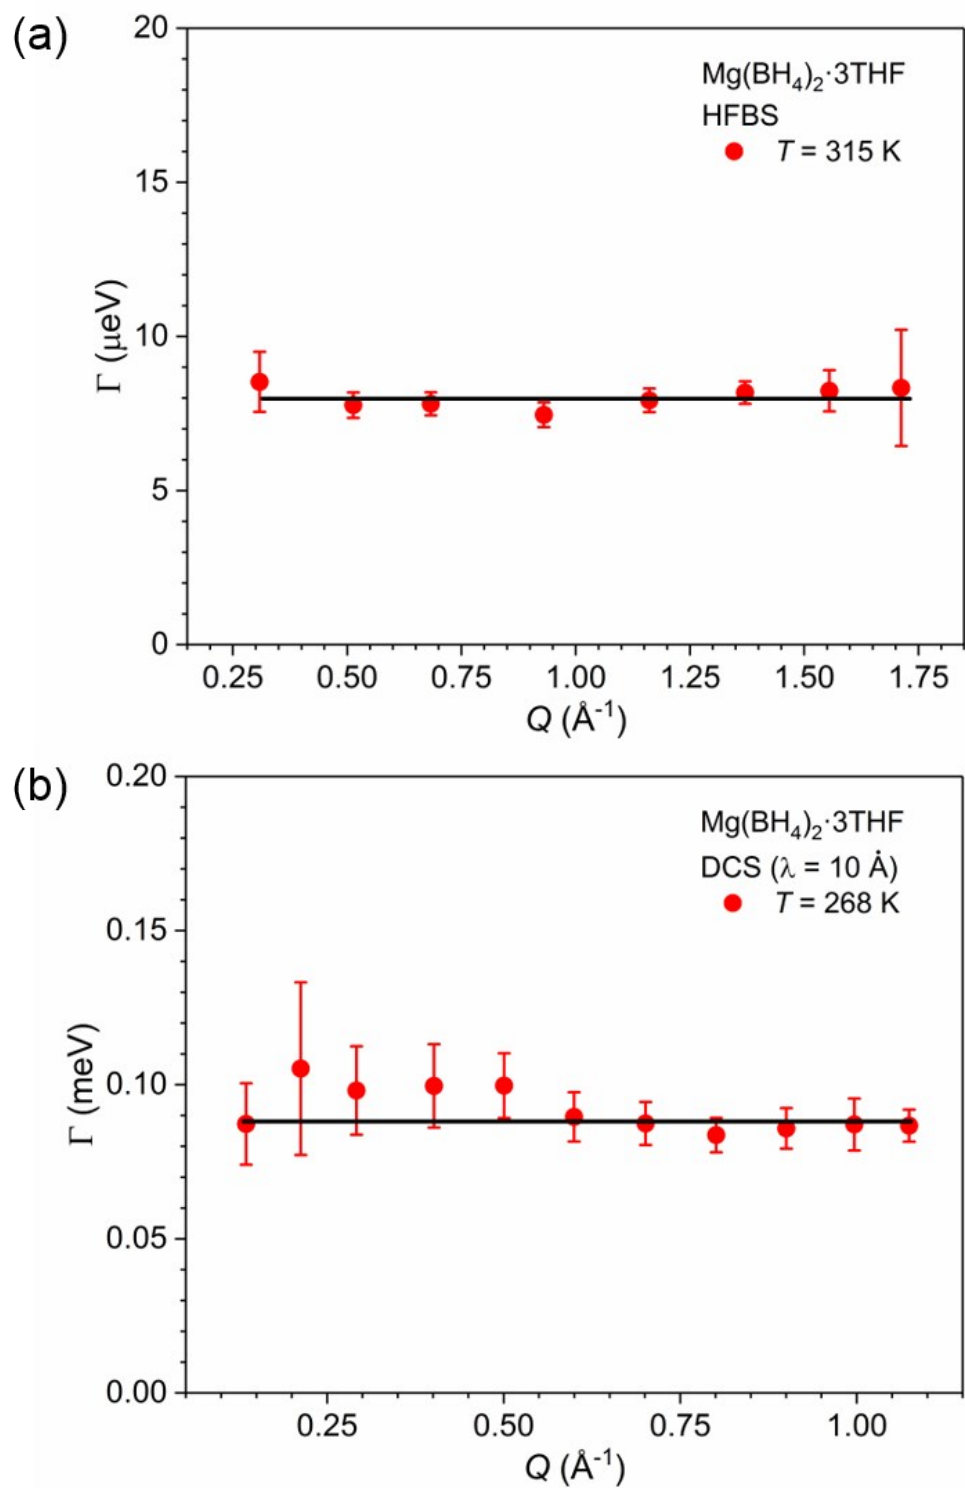 (a)
20
15
10
5
0
Γ (μeV)
Mg(BH₄)₂·3THF
HFBS
T = 315 K
0.25 0.50 0.75 1.00 1.25 1.50 1.75
Q (Å⁻¹)
(b)
0.20
0.15
0.10
0.05
0.00
Γ (meV)
Mg(BH₄)₂·3THF
DCS (λ = 10 Å)
T = 268 K
0.25 0.50 0.75 1.00
Q (Å⁻¹)